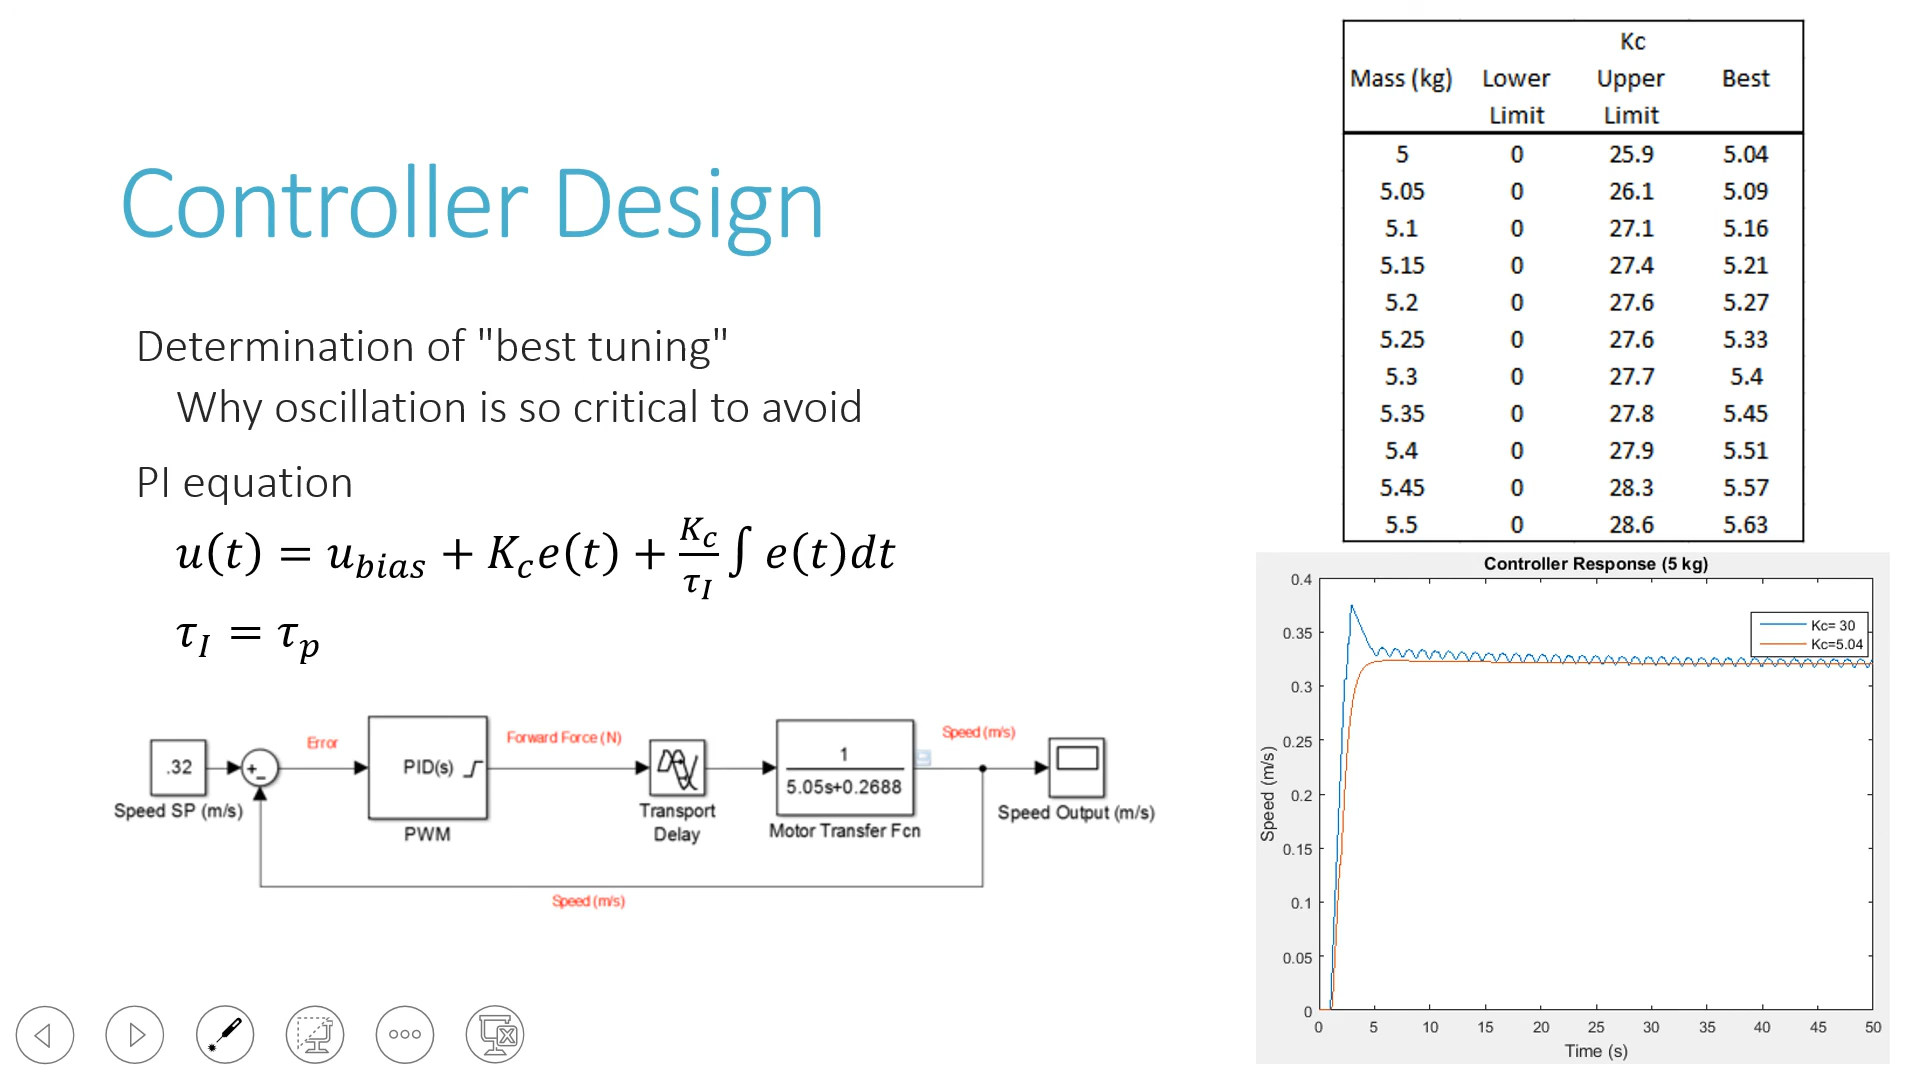 Controller Design
Determination of "best tuning"
Why oscillation is so critical to avoid
PI equation
u(t) = u_bias + K_c e(t) + K_c/τ_I ∫ e(t)dt
τ_I = τ_p
.32
Speed SP (m/s)
+
−
Error
PID(s)
PWM
Forward Force (N)
Transport
Delay
1
5.05s+0.2688
Motor Transfer Fcn
Speed (m/s)
Speed Output (m/s)
Speed (m/s)
Kc
Mass (kg) Lower Upper Best
Limit Limit
5 0 25.9 5.04
5.05 0 26.1 5.09
5.1 0 27.1 5.16
5.15 0 27.4 5.21
5.2 0 27.6 5.27
5.25 0 27.6 5.33
5.3 0 27.7 5.4
5.35 0 27.8 5.45
5.4 0 27.9 5.51
5.45 0 28.3 5.57
5.5 0 28.6 5.63
Controller Response (5 kg)
Kc= 30
Kc=5.04
Speed (m/s)
0.4
0.35
0.3
0.25
0.2
0.15
0.1
0.05
0
0 5 10 15 20 25 30 35 40 45 50
Time (s)